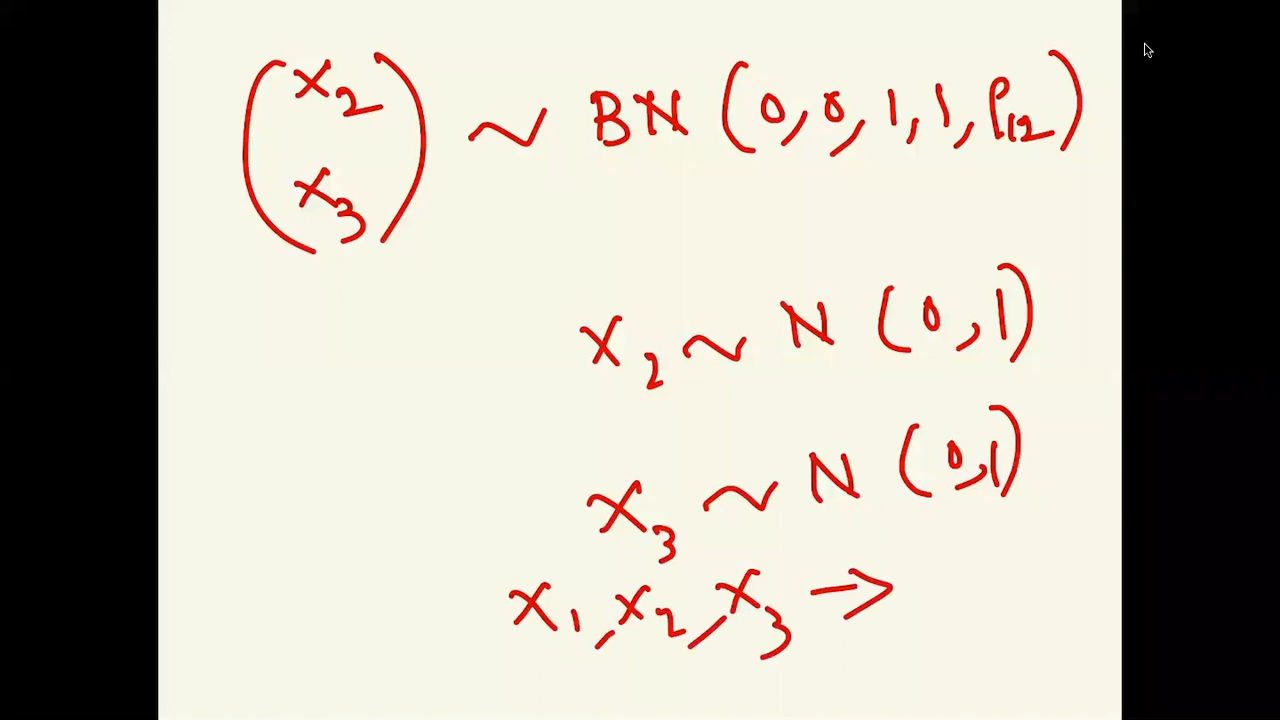 (x₂
x₃) ~ BN (0, 0, 1, 1, ρ₁₂)
x₂ ~ N (0, 1)
x₃ ~ N (0, 1)
x₁, x₂, x₃ →